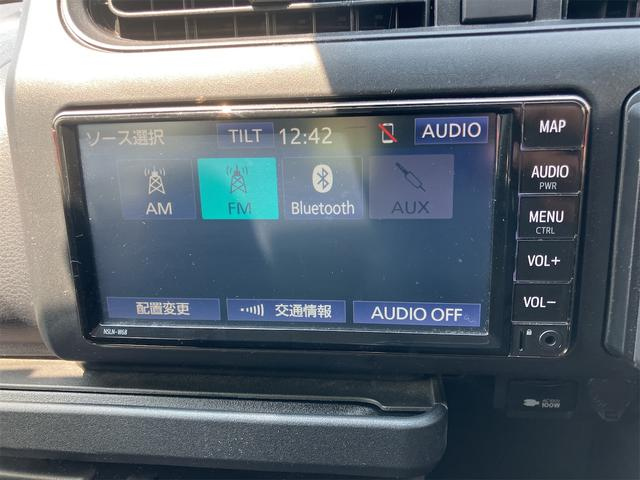 ソース選択 TILT 12:42 AUDIO
AM FM Bluetooth AUX
配置変更 交通情報 AUDIO OFF
NSLN-W68
MAP
AUDIO
PWR
MENU
CTRL
VOL+
VOL−
100W